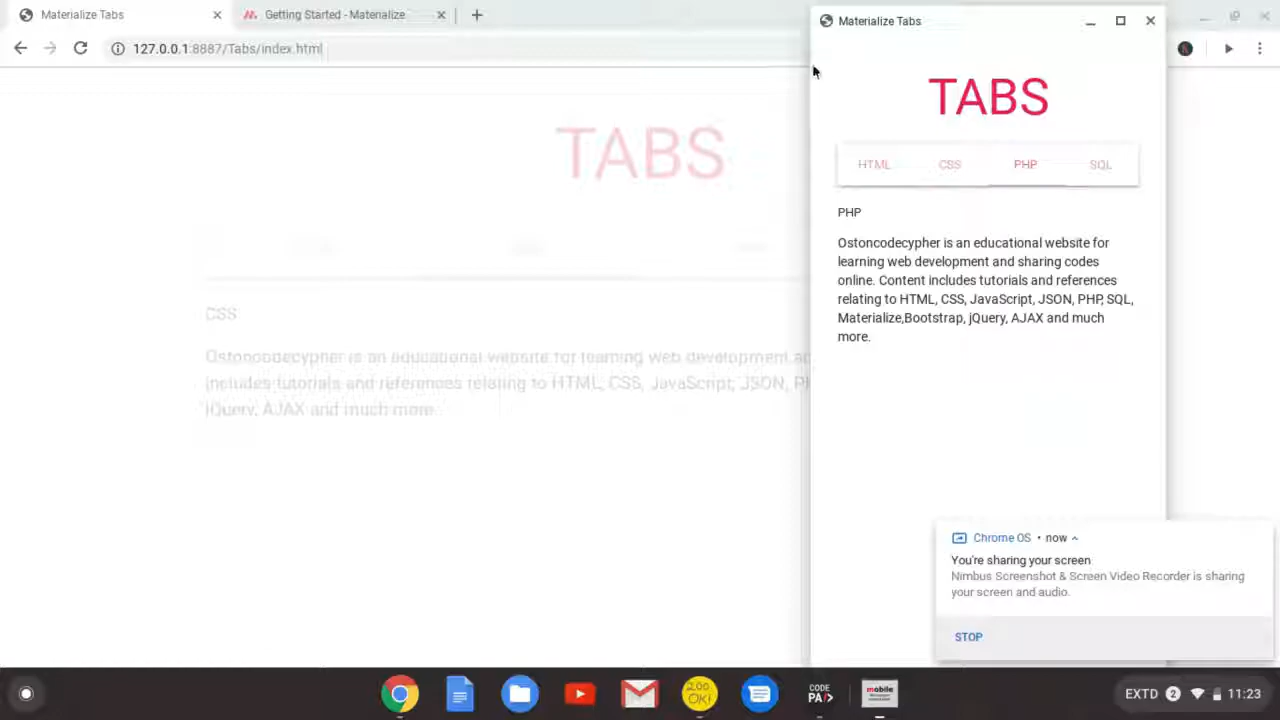 Materialize Tabs
Getting Started - Materialize
127.0.0.1:8887/Tabs/index.html
TABS
CSS
Ostoncodecypher is an educational website for learning web development
includes tutorials and references relating to HTML, CSS, JavaScript, JSON,
jQuery, AJAX and much more.
Materialize Tabs
TABS
HTML CSS PHP SQL
PHP
Ostoncodecypher is an educational website for
learning web development and sharing codes
online. Content includes tutorials and references
relating to HTML, CSS, JavaScript, JSON, PHP, SQL,
Materialize,Bootstrap, jQuery, AJAX and much
more.
Chrome OS • now
You're sharing your screen
Nimbus Screenshot & Screen Video Recorder is sharing
your screen and audio.
STOP
CODE
PA/>
mobile
EXTD 2 11:23